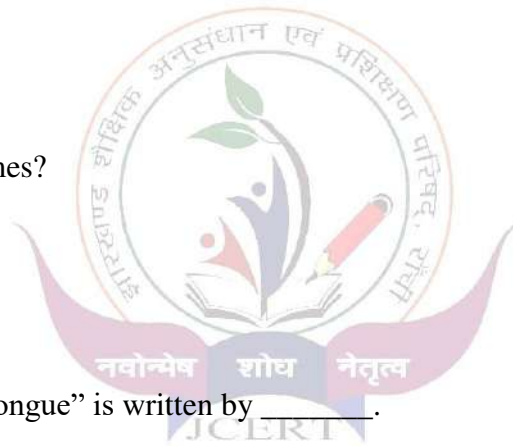 झारखण्ड शैक्षिक अनुसंधान एवं प्रशिक्षण परिषद्, राँची
nes?
नवोन्मेष शोध नेतृत्व
ongue” is written by _______.
JCERT